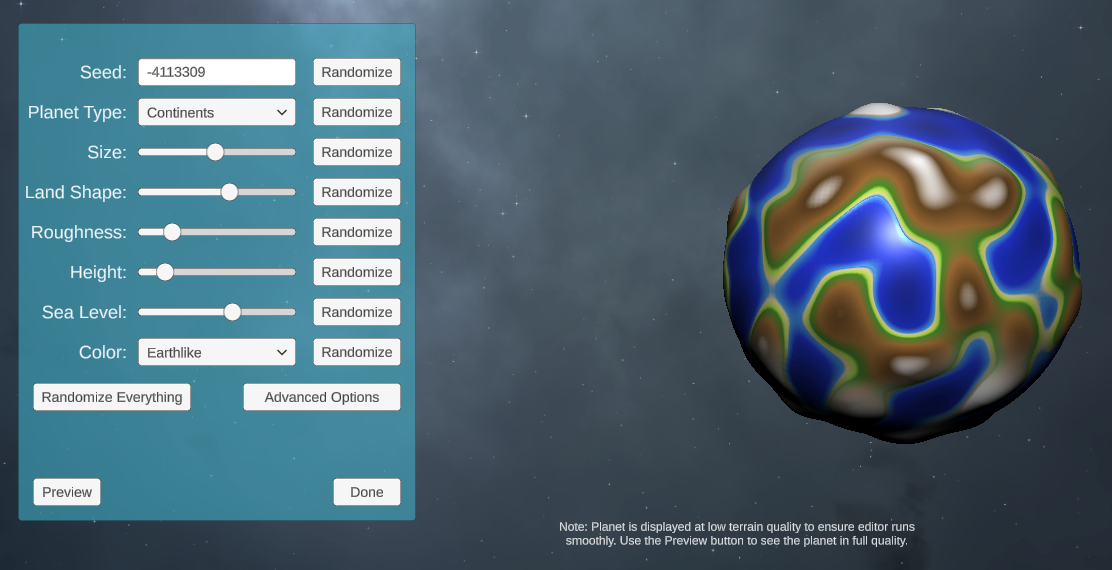 Seed: -4113309 Randomize
Planet Type: Continents Randomize
Size: Randomize
Land Shape: Randomize
Roughness: Randomize
Height: Randomize
Sea Level: Randomize
Color: Earthlike Randomize
Randomize Everything Advanced Options
Preview Done
Note: Planet is displayed at low terrain quality to ensure editor runs
smoothly. Use the Preview button to see the planet in full quality.